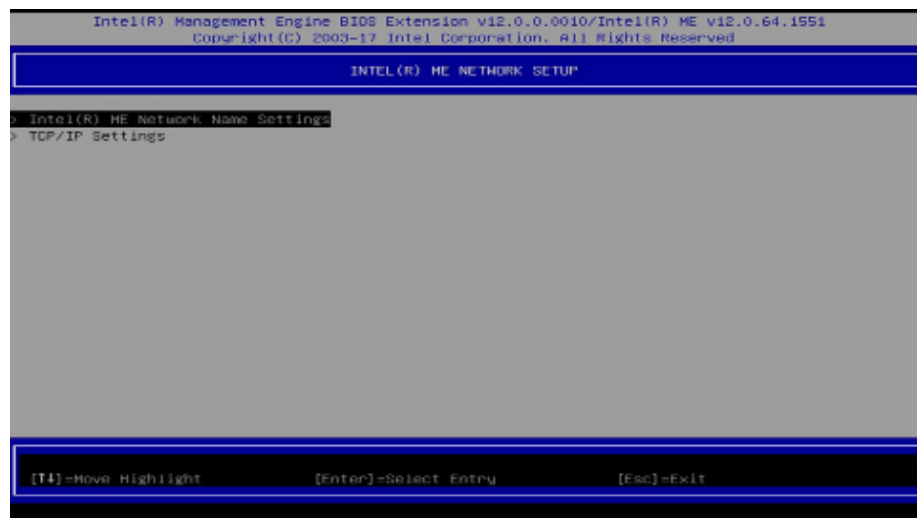 Intel(R) Management Engine BIOS Extension v12.0.0.0010/Intel(R) ME v12.0.64.1551
Copyright(C) 2003-17 Intel Corporation. All Rights Reserved
INTEL(R) ME NETWORK SETUP
> Intel(R) ME Network Name Settings
> TCP/IP Settings
[↑↓]=Move Highlight [Enter]=Select Entry [Esc]=Exit